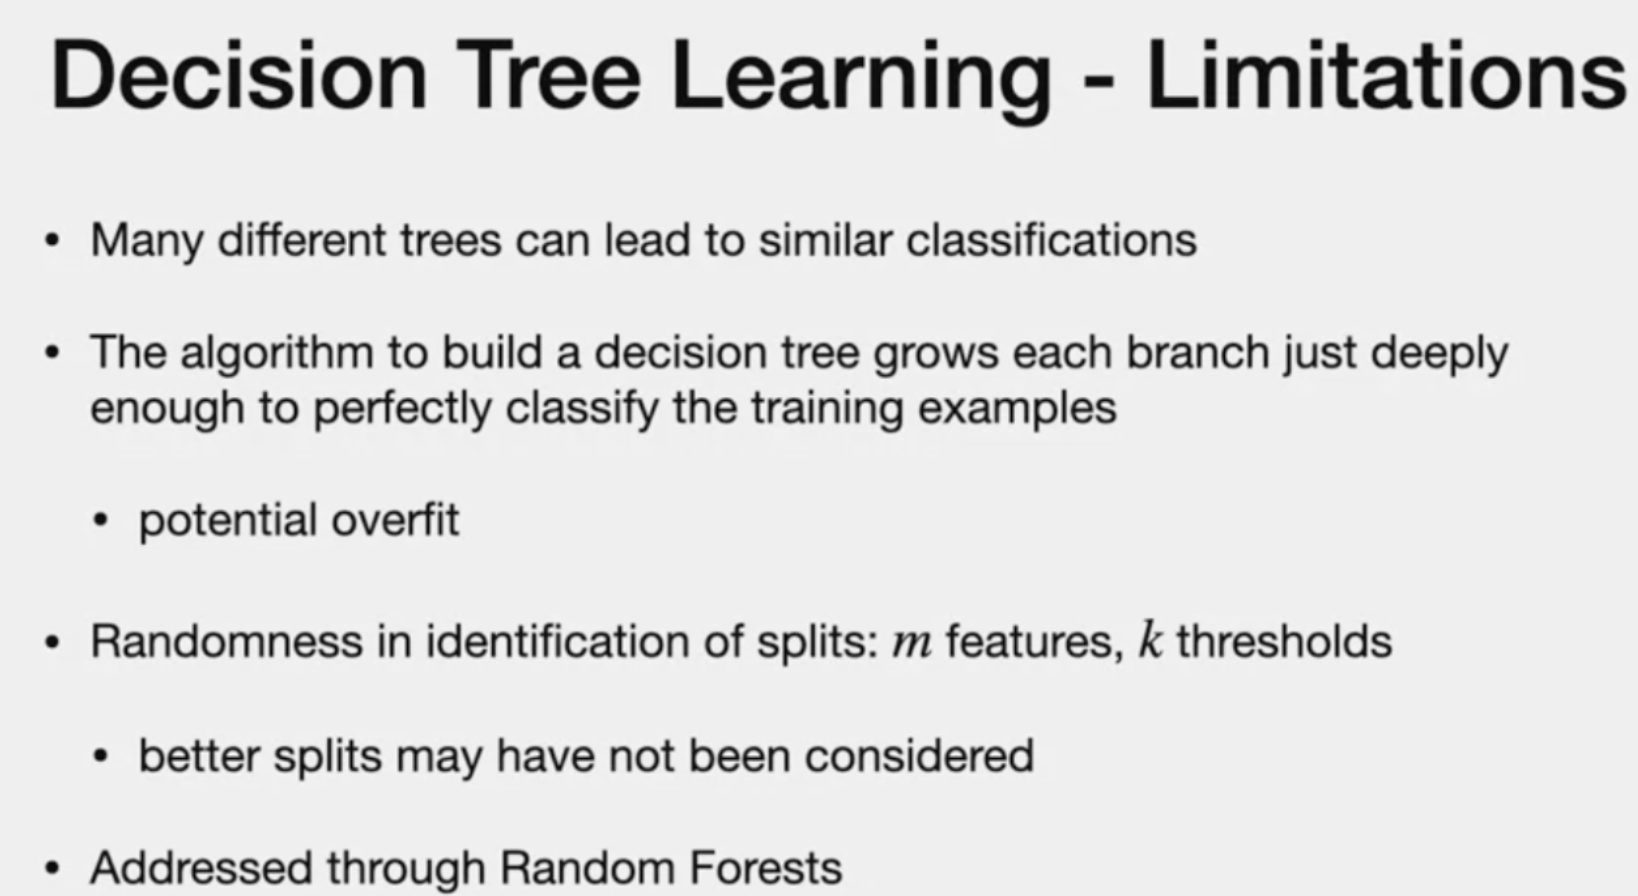 Decision Tree Learning - Limitations
• Many different trees can lead to similar classifications
• The algorithm to build a decision tree grows each branch just deeply
enough to perfectly classify the training examples
• potential overfit
• Randomness in identification of splits: m features, k thresholds
• better splits may have not been considered
• Addressed through Random Forests